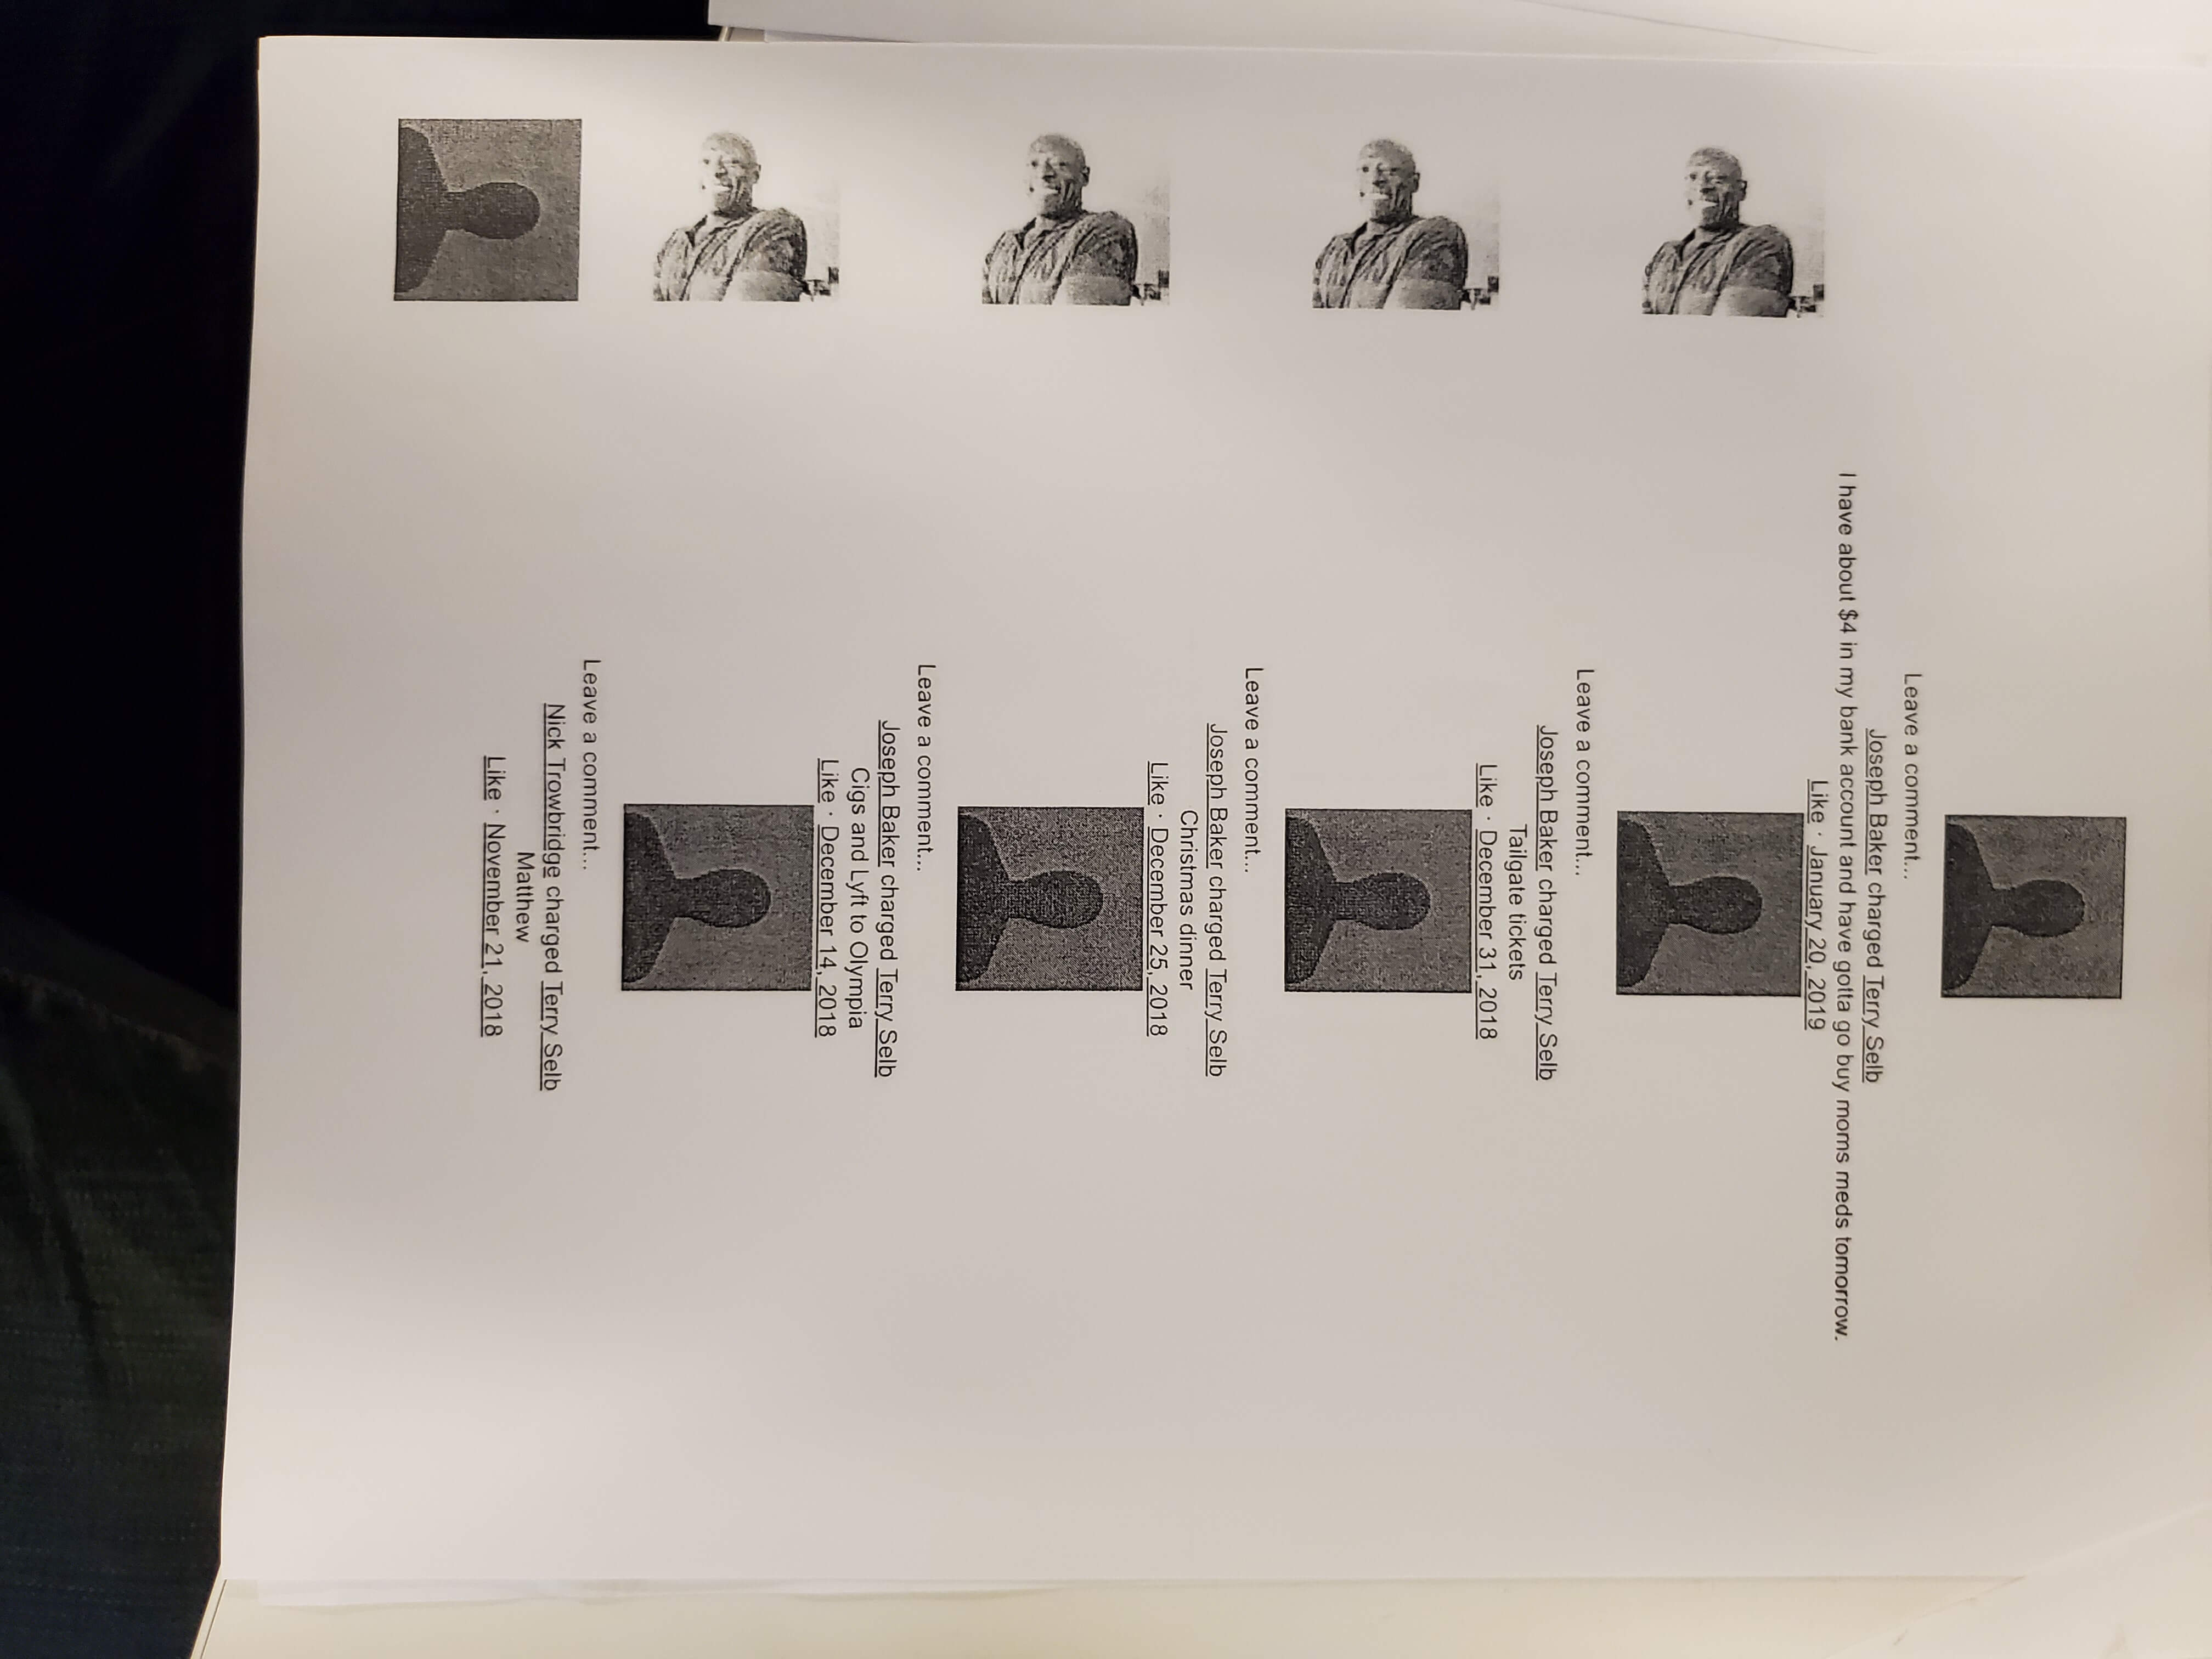 Leave a comment...
Joseph Baker charged Terry Selb
I have about $4 in my bank account and have gotta go buy moms meds tomorrow.
Like · January 20, 2019
Leave a comment...
Joseph Baker charged Terry Selb
Tailgate tickets
Like · December 31, 2018
Leave a comment...
Joseph Baker charged Terry Selb
Christmas dinner
Like · December 25, 2018
Leave a comment...
Joseph Baker charged Terry Selb
Cigs and Lyft to Olympia
Like · December 14, 2018
Leave a comment...
Nick Trowbridge charged Terry Selb
Matthew
Like · November 21, 2018